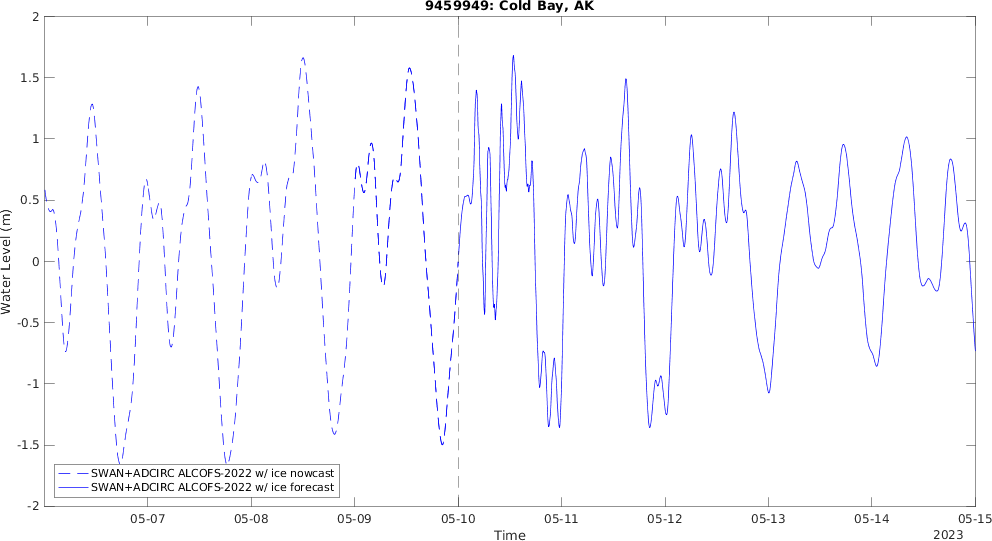 9459949: Cold Bay, AK
2
1.5
1
0.5
0
-0.5
-1
-1.5
-2
Water Level (m)
SWAN+ADCIRC ALCOFS-2022 w/ ice nowcast
SWAN+ADCIRC ALCOFS-2022 w/ ice forecast
05-07 05-08 05-09 05-10 05-11 05-12 05-13 05-14 05-15
Time
2023